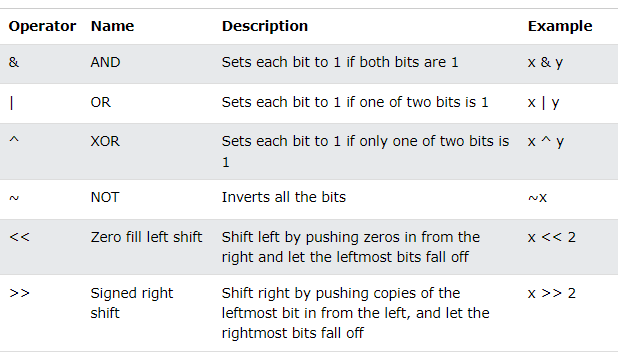 Operator Name Description Example
& AND Sets each bit to 1 if both bits are 1 x & y
| OR Sets each bit to 1 if one of two bits is 1 x | y
^ XOR Sets each bit to 1 if only one of two bits is x ^ y
1
~ NOT Inverts all the bits ~x
<< Zero fill left shift Shift left by pushing zeros in from the x << 2
right and let the leftmost bits fall off
>> Signed right Shift right by pushing copies of the x >> 2
shift leftmost bit in from the left, and let the
rightmost bits fall off